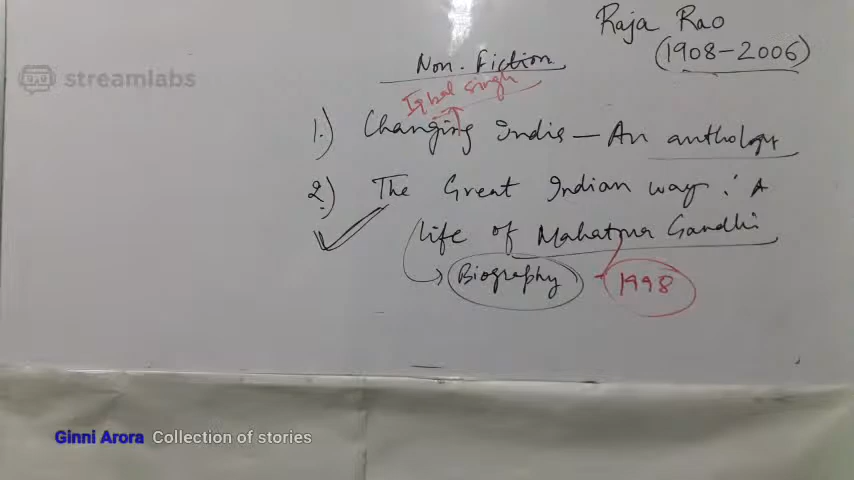 Raja Rao
(1908-2006)
Non. Fiction
Iqbal Singh
1.) Changing India — An anthology
2.) The Great Indian way : A
life of Mahatma Gandhi
Biography
1998
streamlabs
Ginni Arora Collection of stories